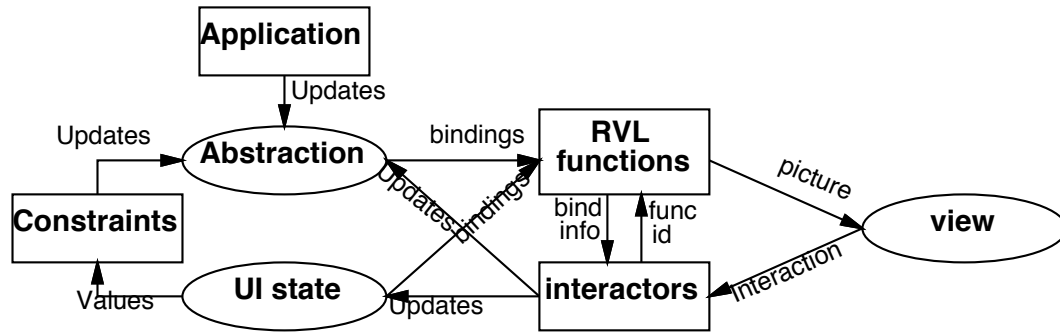 Application
Updates
Updates
Abstraction
bindings
RVL
functions
picture
Updates
bindings
Constraints
bind
info
func
id
view
Interaction
UI state
interactors
Values
Updates